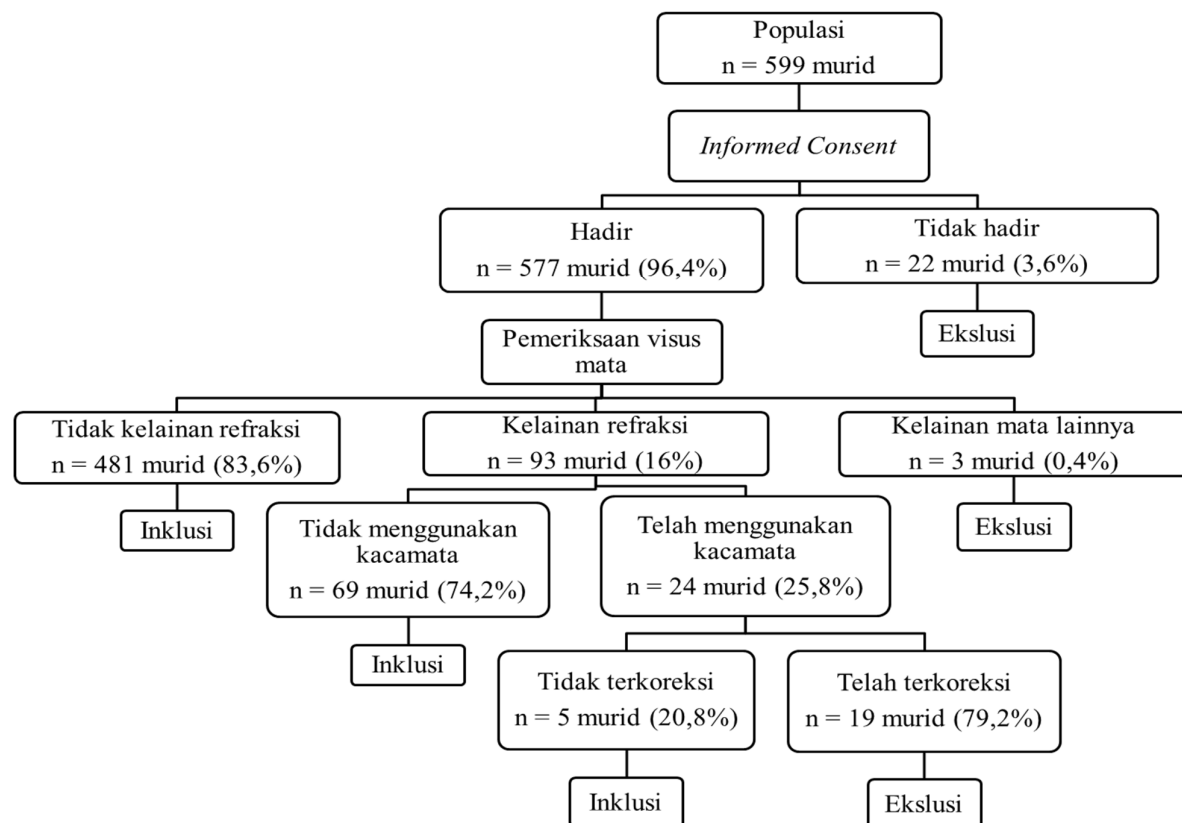 Populasi
n = 599 murid
Informed Consent
Hadir
n = 577 murid (96,4%)
Tidak hadir
n = 22 murid (3,6%)
Ekslusi
Pemeriksaan visus
mata
Tidak kelainan refraksi
n = 481 murid (83,6%)
Kelainan refraksi
n = 93 murid (16%)
Kelainan mata lainnya
n = 3 murid (0,4%)
Inklusi
Tidak menggunakan
kacamata
n = 69 murid (74,2%)
Telah menggunakan
kacamata
n = 24 murid (25,8%)
Ekslusi
Inklusi
Tidak terkoreksi
n = 5 murid (20,8%)
Telah terkoreksi
n = 19 murid (79,2%)
Inklusi
Ekslusi